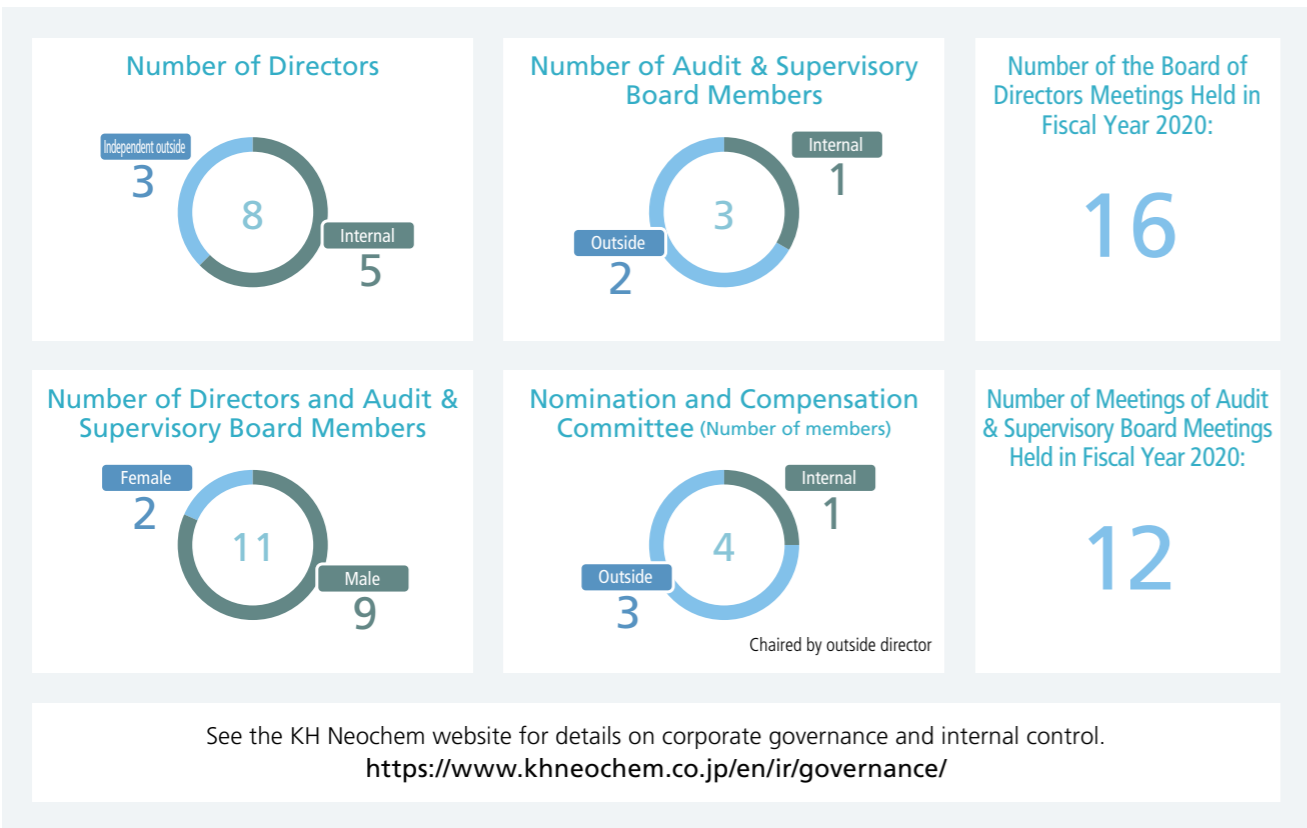 Number of Directors
Independent outside
3
8
Internal
5
Number of Audit & Supervisory
Board Members
Internal
1
3
Outside
2
Number of the Board of
Directors Meetings Held in
Fiscal Year 2020:
16
Number of Directors and Audit &
Supervisory Board Members
Female
2
11
Male
9
Nomination and Compensation
Committee (Number of members)
Internal
1
4
Outside
3
Chaired by outside director
Number of Meetings of Audit
& Supervisory Board Meetings
Held in Fiscal Year 2020:
12
See the KH Neochem website for details on corporate governance and internal control.
https://www.khneochem.co.jp/en/ir/governance/